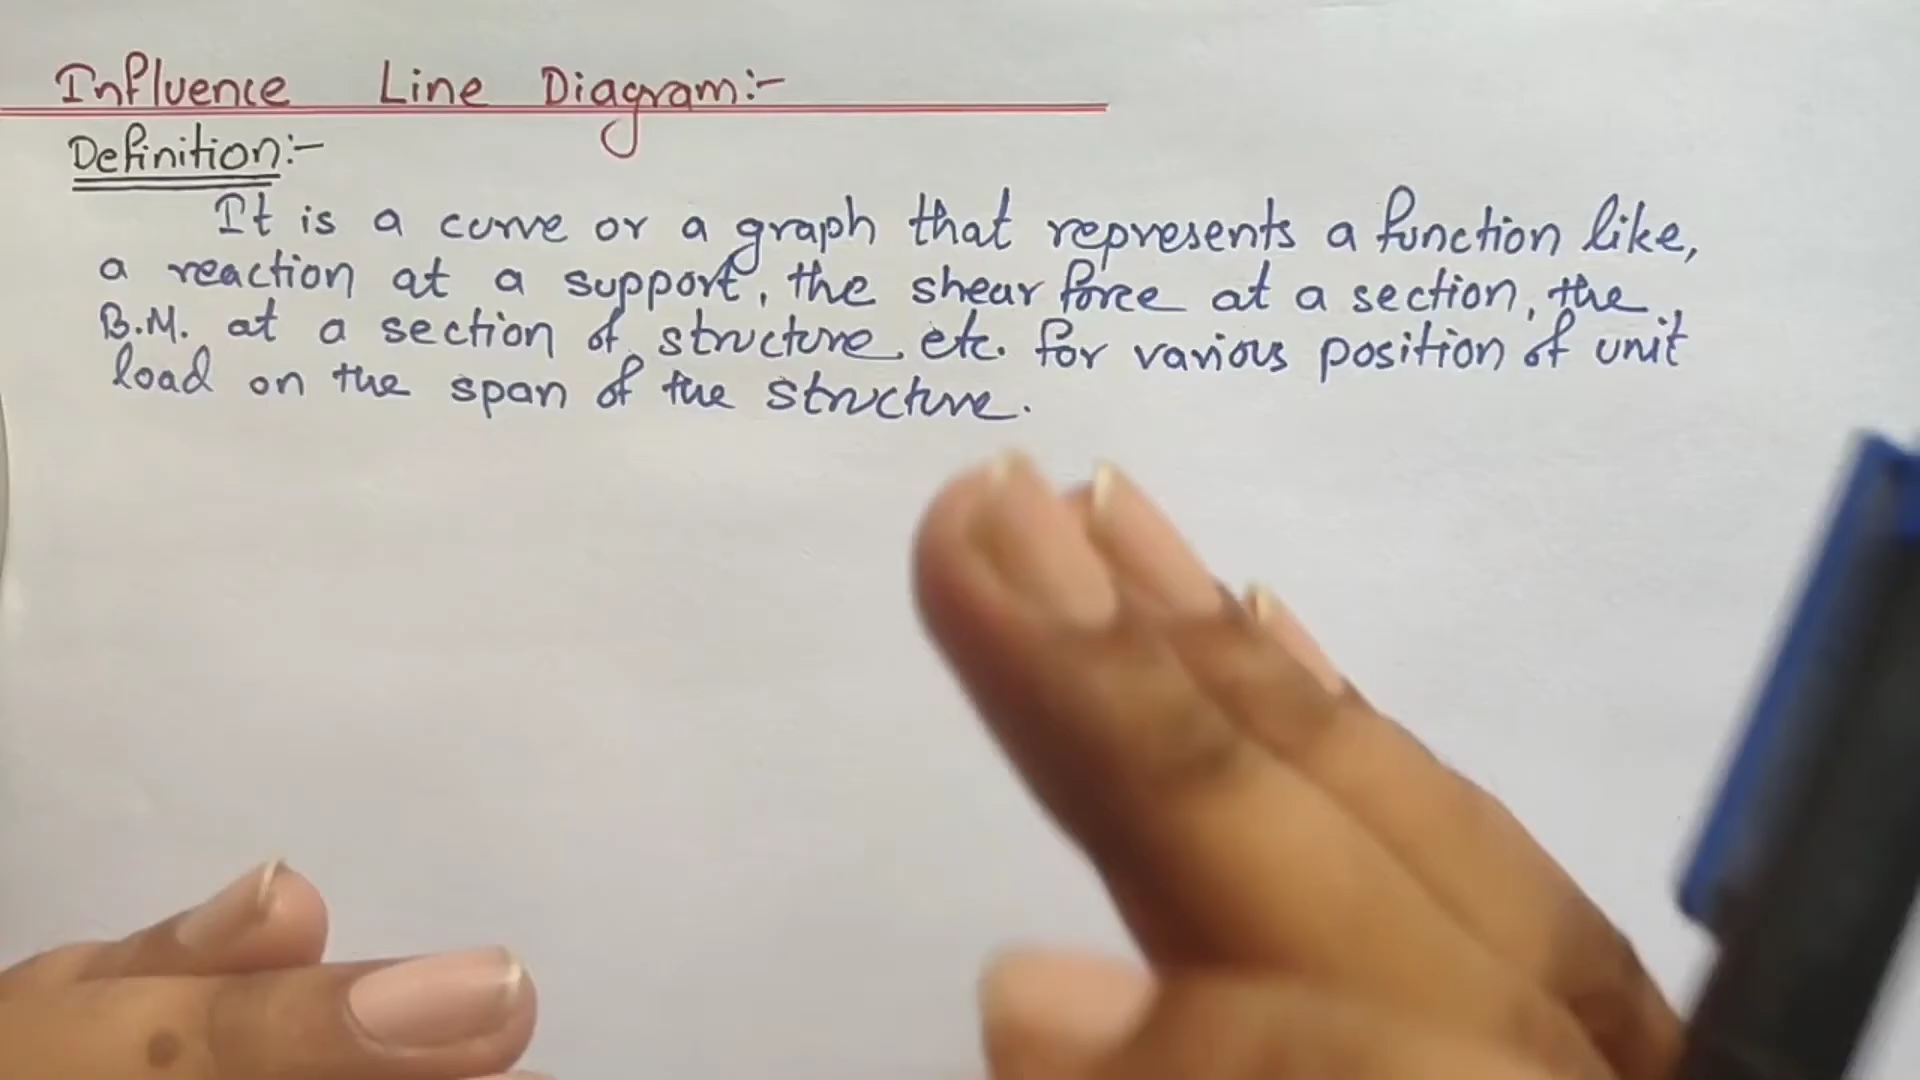 Influence Line Diagram:-
Definition:-
It is a curve or a graph that represents a function like,
a reaction at a support, the shear force at a section, the
B.M. at a section of structure etc. for various position of unit
load on the span of the structure.